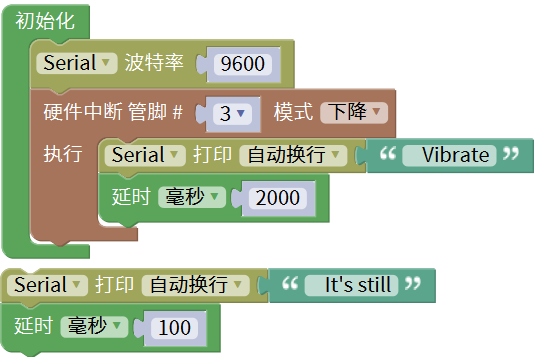 初始化
Serial 波特率 9600
硬件中断 管脚 # 3 模式 下降
执行 Serial 打印 自动换行 “ Vibrate ”
延时 毫秒 2000
Serial 打印 自动换行 “ It's still ”
延时 毫秒 100